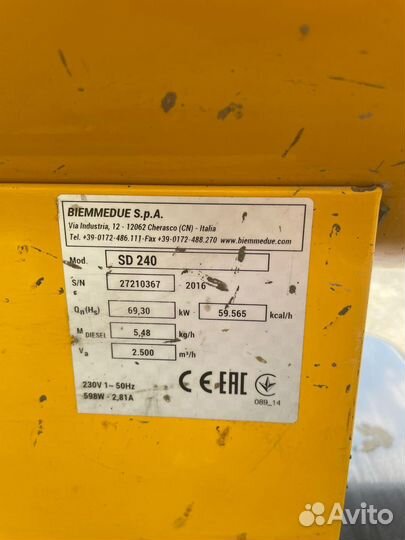 BIEMMEDUE S.p.A.
Via Industria, 12 - 12062 Cherasco (CN) - Italia
Tel. +39-0172-486.111-Fax +39-0172-488.270 www.biemmedue.com
Mod. SD 240
S/N 27210367 - 2016
Qn(Hs) 69,30 kW 59.565 kcal/h
M DIESEL 5,48 kg/h
Va 2.500 m³/h
230V 1~ 50Hz
598W - 2,81A
CE EAC
089_14
Avito